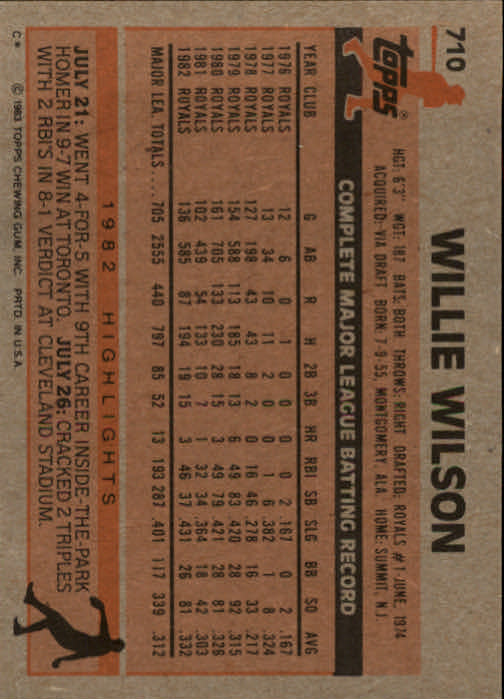 710
topps®
WILLIE WILSON
HGT: 6'3" WGT: 187 BATS: BOTH THROWS: RIGHT DRAFTED: ROYALS #1-JUNE, 1974
ACQUIRED: VIA DRAFT BORN: 7-9-55, MONTGOMERY, ALA. HOME: SUMMIT, N.J.
COMPLETE MAJOR LEAGUE BATTING RECORD
YEAR CLUB G AB R H 2B 3B HR RBI SB SLG BB SO AVG
1976 ROYALS 12 6 0 1 0 0 0 0 2 .167 0 2 .167
1977 ROYALS 13 34 10 11 2 0 0 1 6 .382 1 8 .324
1978 ROYALS 127 198 43 43 8 2 0 16 46 .278 16 33 .217
1979 ROYALS 154 588 113 185 18 13 6 49 83 .420 28 92 .315
1980 ROYALS 161 705 133 230 28 15 3 49 79 .421 28 81 .326
1981 ROYALS 102 439 54 133 10 7 1 32 34 .364 18 42 .303
1982 ROYALS 136 585 87 194 19 15 3 46 37 .431 26 81 .332
MAJOR LEA. TOTALS .... 705 2555 440 797 85 52 13 193 287 .401 117 339 .312
1982 HIGHLIGHTS
JULY 21: WENT 4-FOR-5 WITH 9TH CAREER INSIDE-THE-PARK
HOMER IN 9-7 WIN AT TORONTO. JULY 26: CRACKED 2 TRIPLES
WITH 2 RBI'S IN 8-1 VERDICT AT CLEVELAND STADIUM.
C* © 1983 TOPPS CHEWING GUM, INC. PRTD. IN U.S.A.